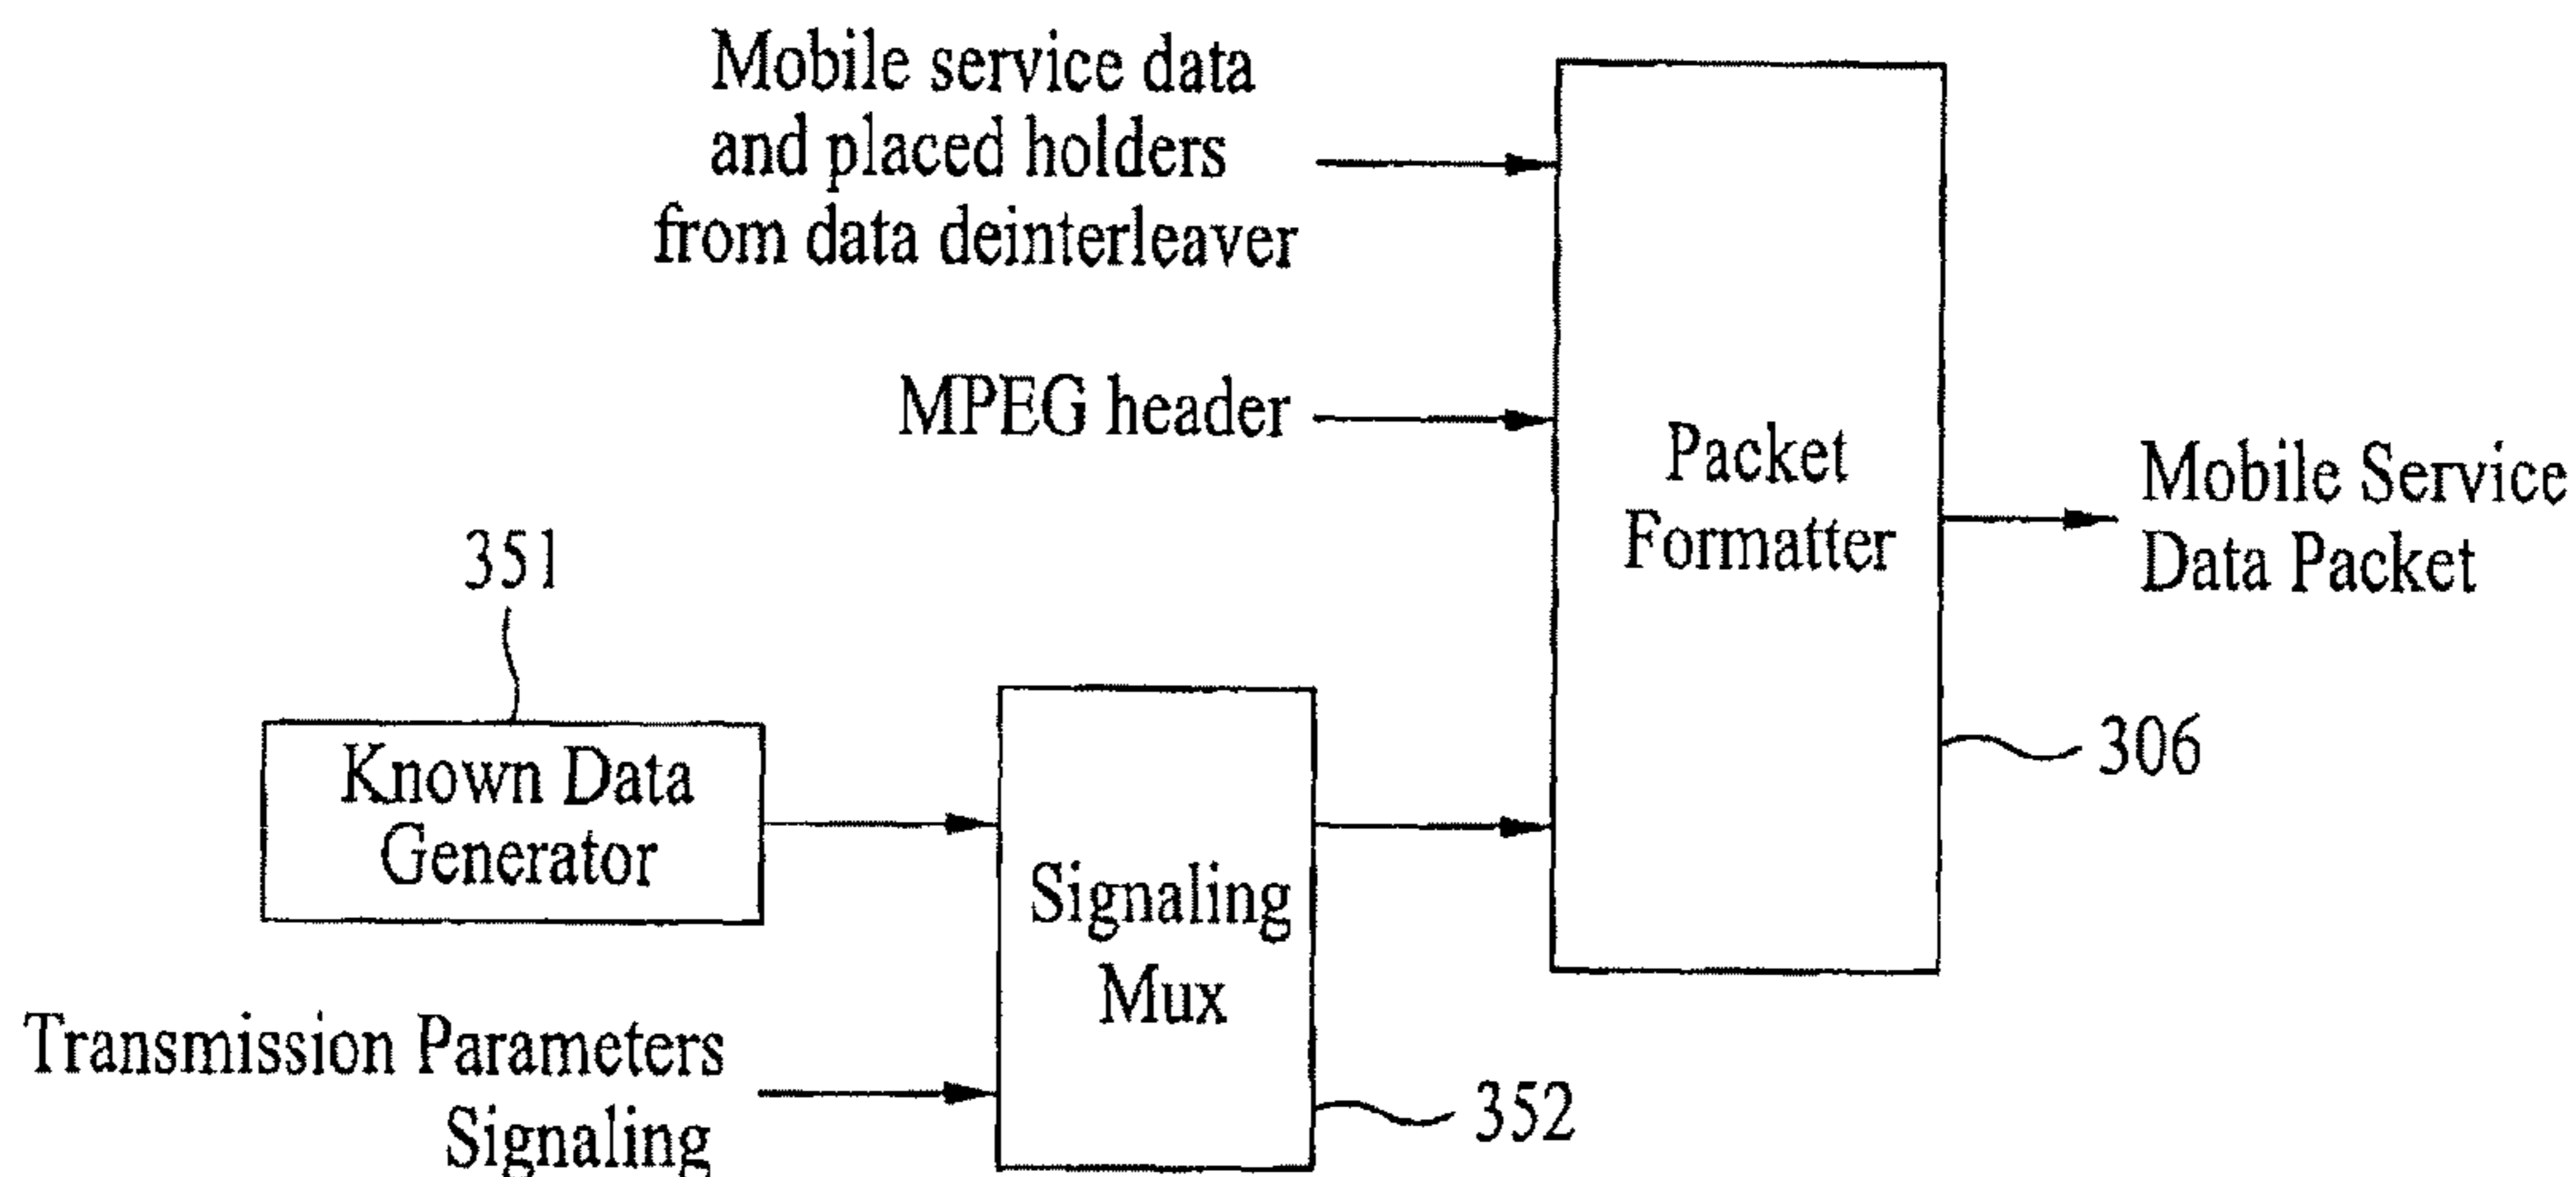 Mobile service data
and placed holders
from data deinterleaver
MPEG header
Packet
Formatter
Mobile Service
Data Packet
351
Known Data
Generator
306
Signaling
Mux
Transmission Parameters
Signaling
352